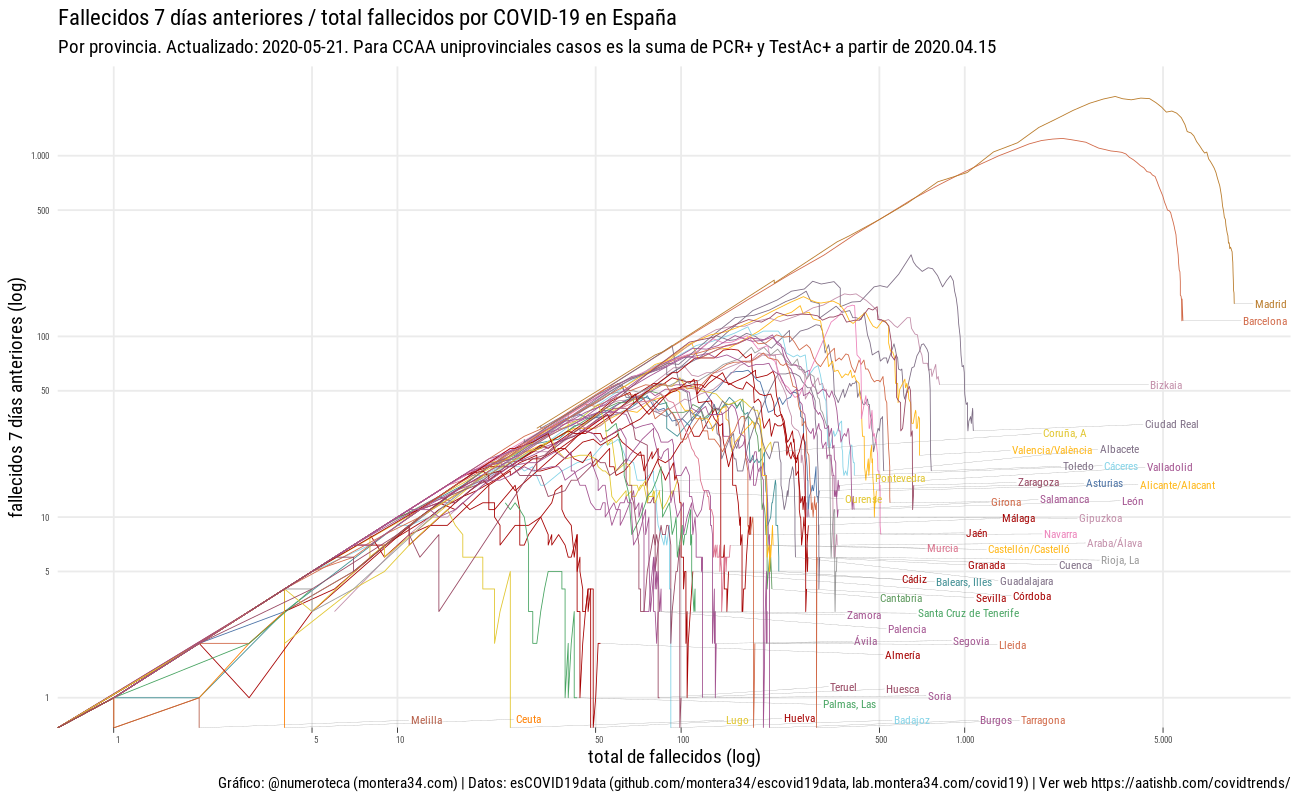 Fallecidos 7 días anteriores / total fallecidos por COVID-19 en España
Por provincia. Actualizado: 2020-05-21. Para CCAA uniprovinciales casos es la suma de PCR+ y TestAc+ a partir de 2020.04.15
fallecidos 7 días anteriores (log)
1.000
500
100
50
10
5
1
Madrid
Barcelona
Bizkaia
Ciudad Real
Coruña, A
Valencia/València Albacete
Toledo Cáceres Valladolid
Pontevedra Zaragoza Asturias Alicante/Alacant
Ourense Girona Salamanca León
Málaga Gipuzkoa
Jaén Navarra
Murcia Castellón/Castelló Araba/Álava
Granada Cuenca Rioja, La
Cádiz Balears, Illes Guadalajara
Cantabria Sevilla Córdoba
Zamora Santa Cruz de Tenerife
Palencia
Ávila Segovia Lleida
Almería
Teruel Huesca Soria
Palmas, Las
Melilla Ceuta Lugo Huelva Badajoz Burgos Tarragona
1 5 10 50 100 500 1.000 5.000
total de fallecidos (log)
Gráfico: @numeroteca (montera34.com) | Datos: esCOVID19data (github.com/montera34/escovid19data, lab.montera34.com/covid19) | Ver web https://aatishb.com/covidtrends/